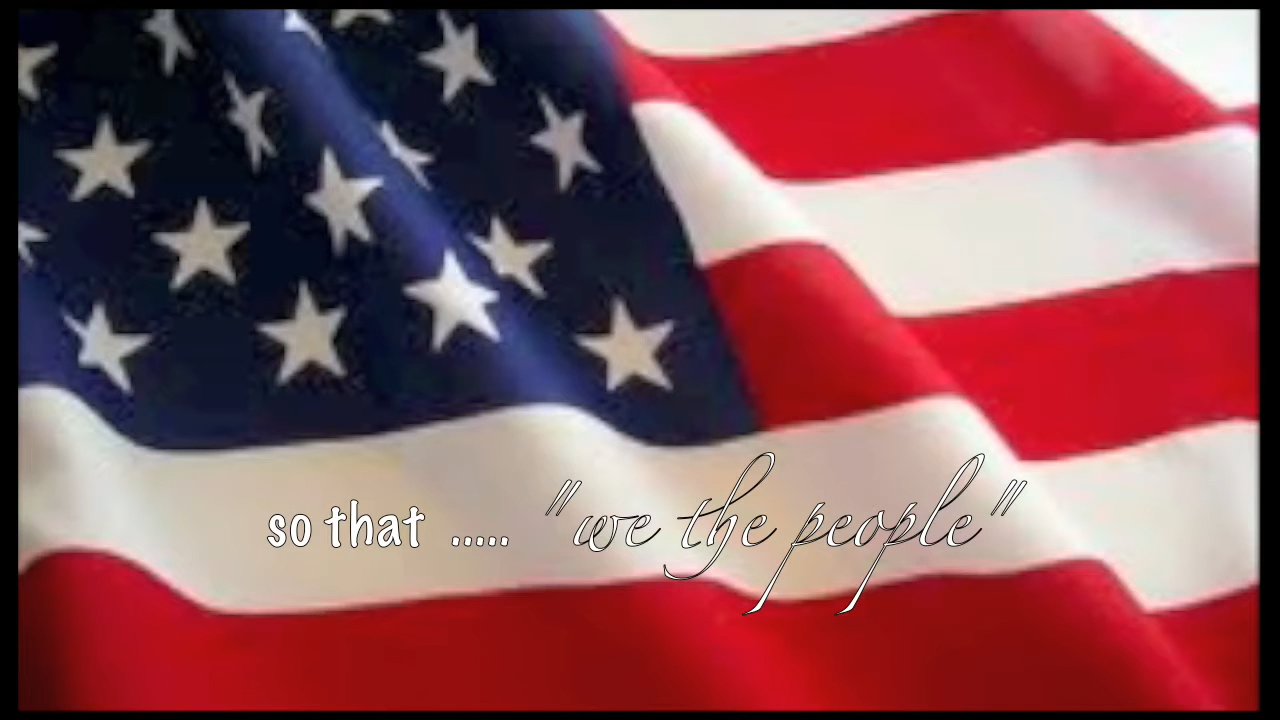 so that ..... "we the people"